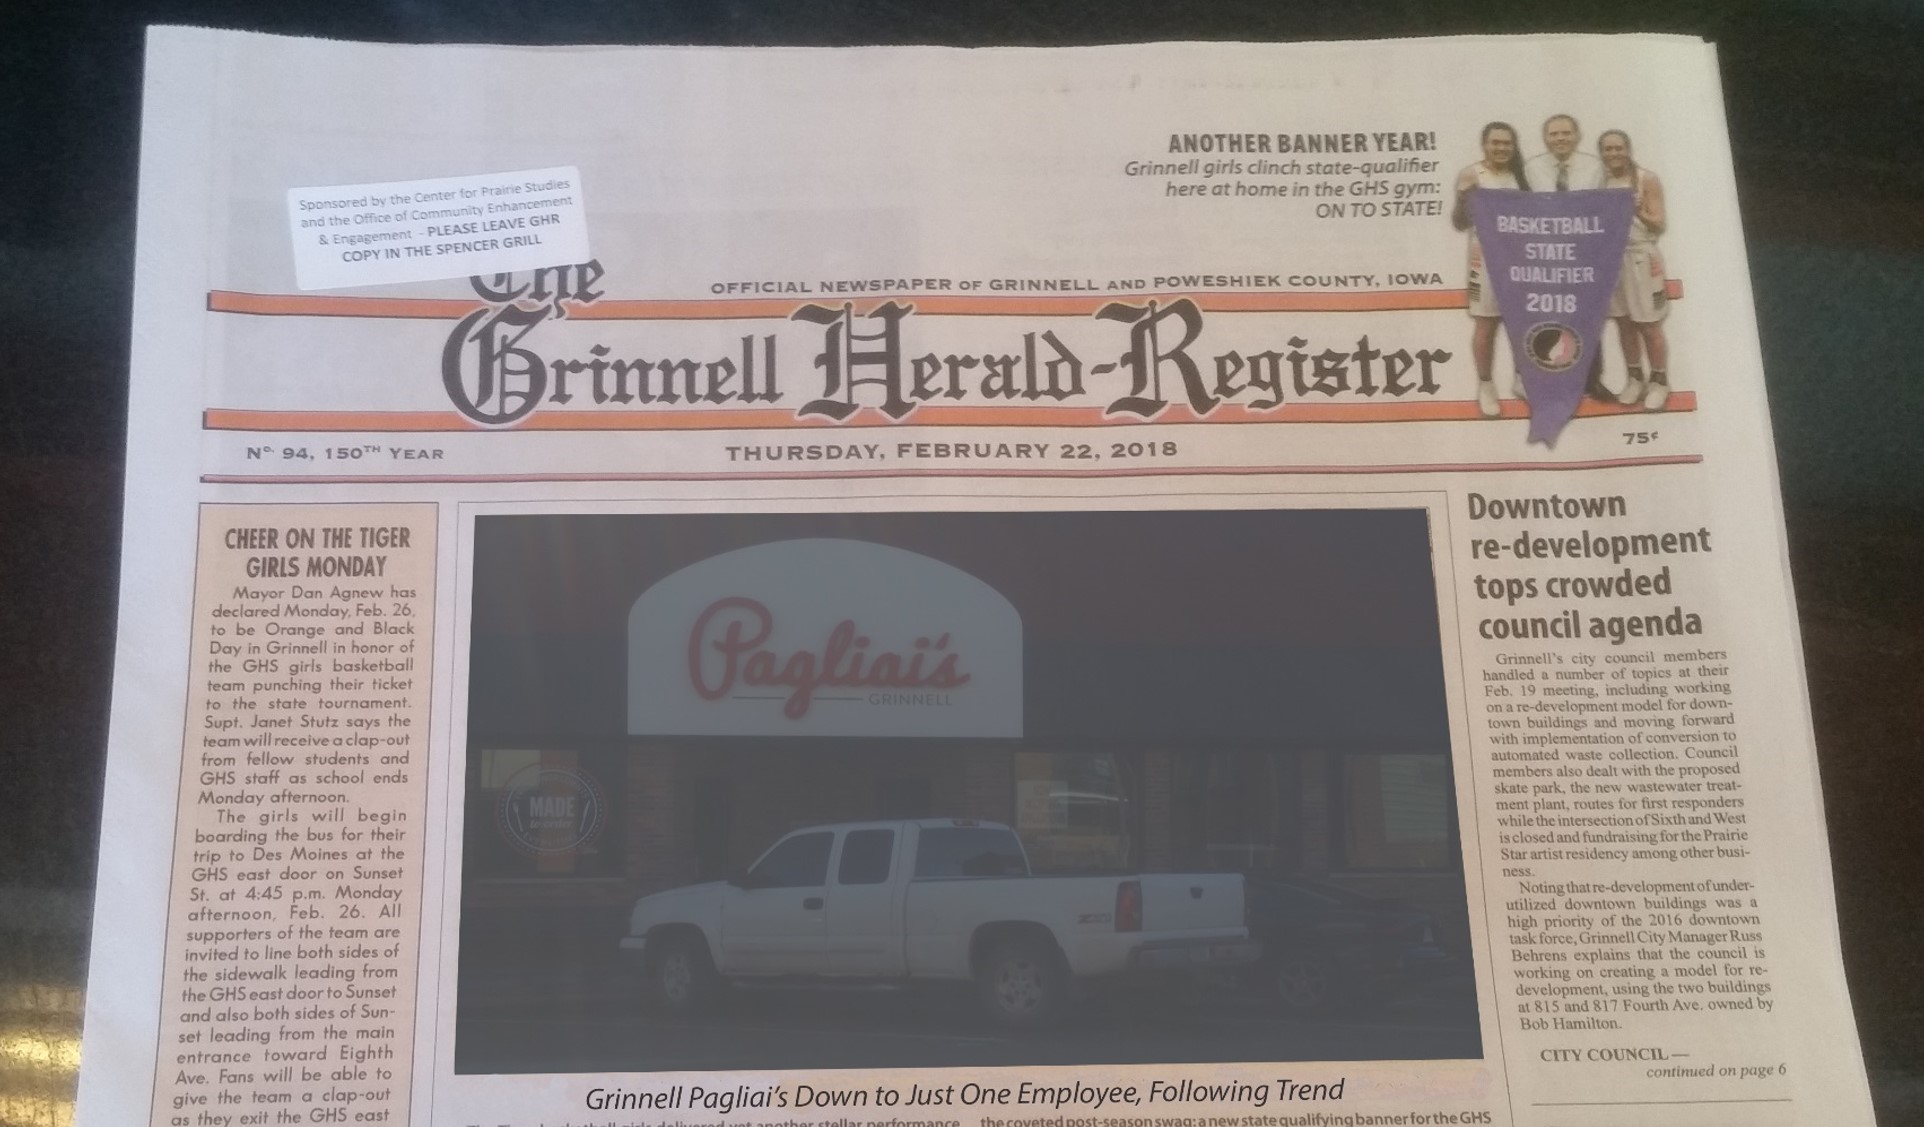 Sponsored by the Center for Prairie Studies
and the Office of Community Enhancement
& Engagement - PLEASE LEAVE GHR
COPY IN THE SPENCER GRILL
ANOTHER BANNER YEAR!
Grinnell girls clinch state-qualifier
here at home in the GHS gym:
ON TO STATE!
BASKETBALL
STATE
QUALIFIER
2018
The
OFFICIAL NEWSPAPER OF GRINNELL AND POWESHIEK COUNTY, IOWA
Grinnell Herald-Register
No. 94, 150TH YEAR
THURSDAY, FEBRUARY 22, 2018
75¢
CHEER ON THE TIGER
GIRLS MONDAY
Mayor Dan Agnew has
declared Monday, Feb. 26,
to be Orange and Black
Day in Grinnell in honor of
the GHS girls basketball
team punching their ticket
to the state tournament.
Supt. Janet Stutz says the
team will receive a clap-out
from fellow students and
GHS staff as school ends
Monday afternoon.
The girls will begin
boarding the bus for their
trip to Des Moines at the
GHS east door on Sunset
St. at 4:45 p.m. Monday
afternoon, Feb. 26. All
supporters of the team are
invited to line both sides of
the sidewalk leading from
the GHS east door to Sunset
and also both sides of Sun-
set leading from the main
entrance toward Eighth
Ave. Fans will be able to
give the team a clap-out
as they exit the GHS east
Pagliai's
GRINNELL
MADE
to order
Grinnell Pagliai's Down to Just One Employee, Following Trend
yet another stellar performance
the coveted post-season swag: a new state qualifying banner for the GHS
Downtown
re-development
tops crowded
council agenda
Grinnell's city council members
handled a number of topics at their
Feb. 19 meeting, including working
on a re-development model for down-
town buildings and moving forward
with implementation of conversion to
automated waste collection. Council
members also dealt with the proposed
skate park, the new wastewater treat-
ment plant, routes for first responders
while the intersection of Sixth and West
is closed and fundraising for the Prairie
Star artist residency among other busi-
ness.
Noting that re-development of under-
utilized downtown buildings was a
high priority of the 2016 downtown
task force, Grinnell City Manager Russ
Behrens explains that the council is
working on creating a model for re-
development, using the two buildings
at 815 and 817 Fourth Ave. owned by
Bob Hamilton.
CITY COUNCIL—
continued on page 6